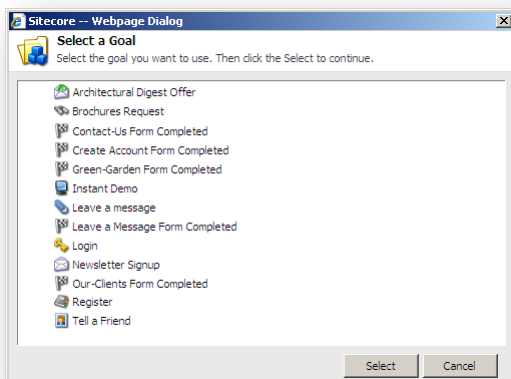 Sitecore -- Webpage Dialog
Select a Goal
Select the goal you want to use. Then click the Select to continue.
Architectural Digest Offer
Brochures Request
Contact-Us Form Completed
Create Account Form Completed
Green-Garden Form Completed
Instant Demo
Leave a message
Leave a Message Form Completed
Login
Newsletter Signup
Our-Clients Form Completed
Register
Tell a Friend
Select Cancel